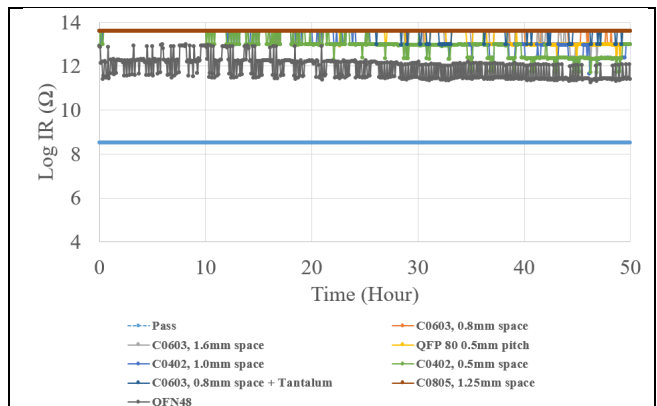 14
12
10
8
6
4
Log IR (Ω)
0 10 20 30 40 50
Time (Hour)
Pass C0603, 0.8mm space
C0603, 1.6mm space QFP 80 0.5mm pitch
C0402, 1.0mm space C0402, 0.5mm space
C0603, 0.8mm space + Tantalum C0805, 1.25mm space
QFN48